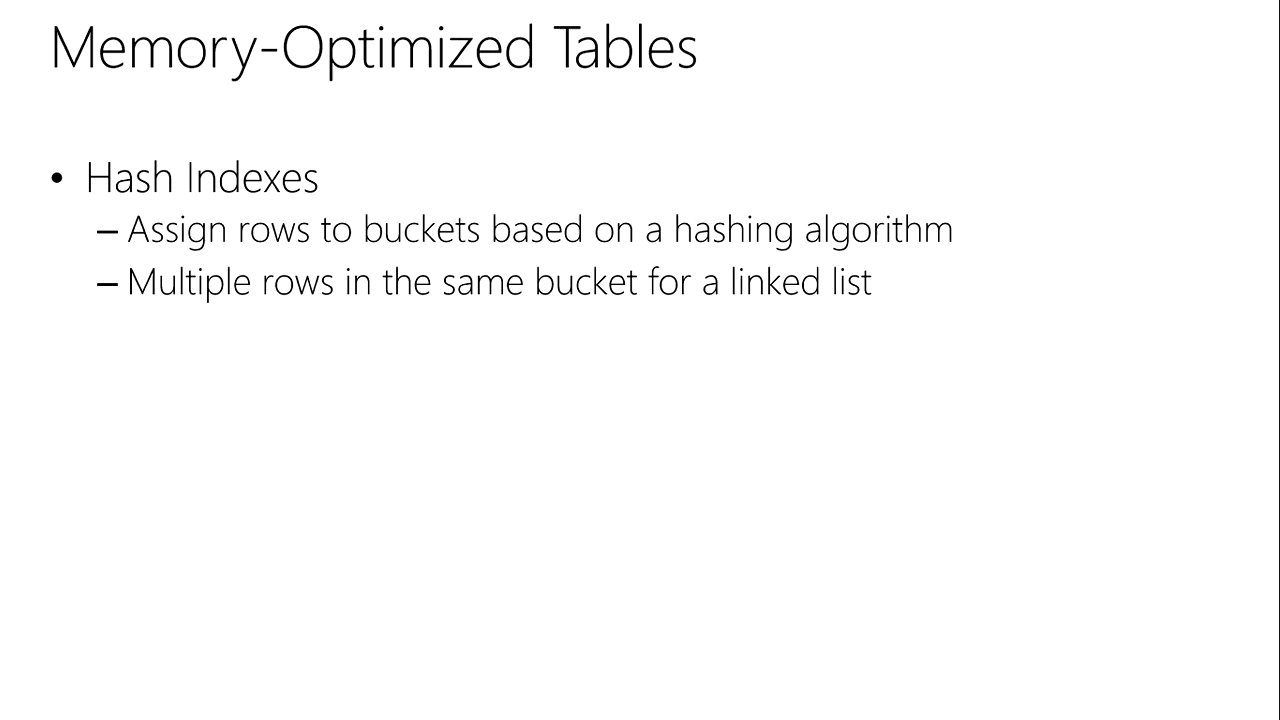 Memory-Optimized Tables
• Hash Indexes
– Assign rows to buckets based on a hashing algorithm
– Multiple rows in the same bucket for a linked list